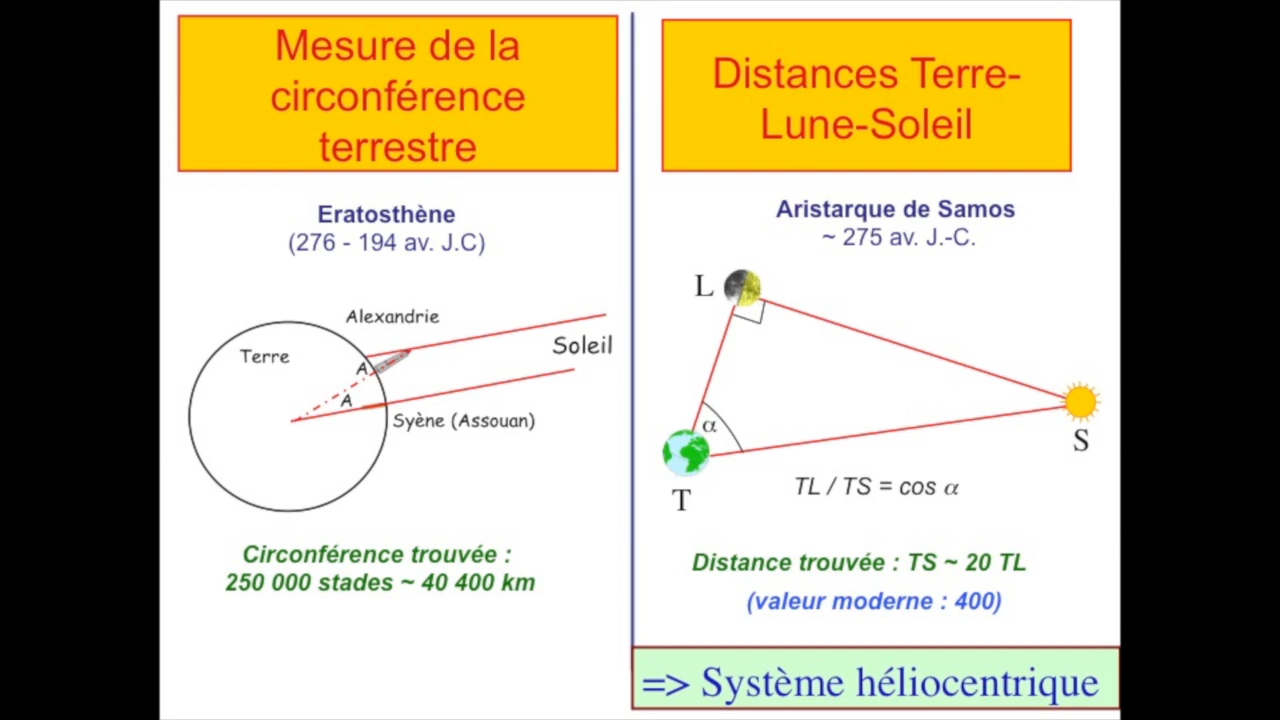 Mesure de la
circonférence
terrestre
Eratosthène
(276 - 194 av. J.C)
Alexandrie
Terre
Soleil
A
A
Syène (Assouan)
Circonférence trouvée :
250 000 stades ~ 40 400 km
Distances Terre-
Lune-Soleil
Aristarque de Samos
~ 275 av. J.-C.
L
α
S
T
TL / TS = cos α
Distance trouvée : TS ~ 20 TL
(valeur moderne : 400)
=> Système héliocentrique